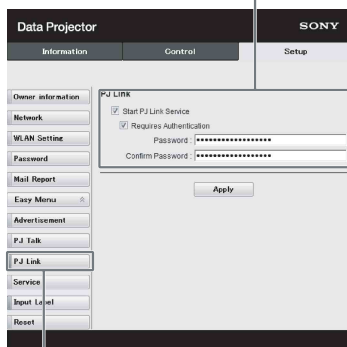 Data Projector
SONY
Information
Control
Setup
Owner information
Network
WLAN Setting
Password
Mail Report
Easy Menu
Advertisement
PJ Talk
PJ Link
Service
Input Label
Reset
PJ Link
Start PJ Link Service
Requires Authentication
Password : ••••••••••••••••••
Confirm Password : ••••••••••••••••••
Apply